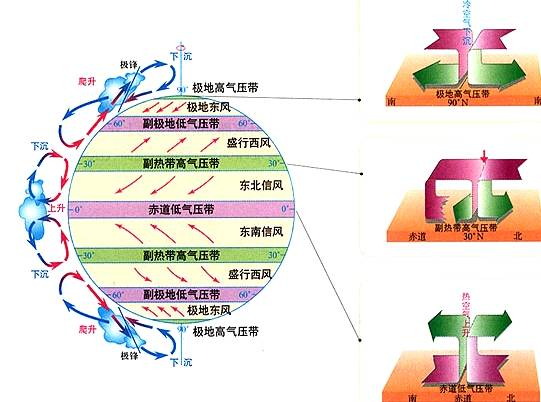 极锋
下沉
爬升
90°
极地高气压带
极地东风
60° 副极地低气压带 60°
盛行西风
30° 副热带高气压带 30°
下沉
东北信风
上升
0° 赤道低气压带 0°
东南信风
下沉
30° 副热带高气压带 30°
盛行西风
60° 副极地低气压带 60°
极地东风
爬升
90°
极地高气压带
极锋
下沉
冷空气下沉
极地高气压带
南 90°N 南
副热带高气压带
赤道 30°N 北
热空气上升
赤道低气压带
南 赤道 北